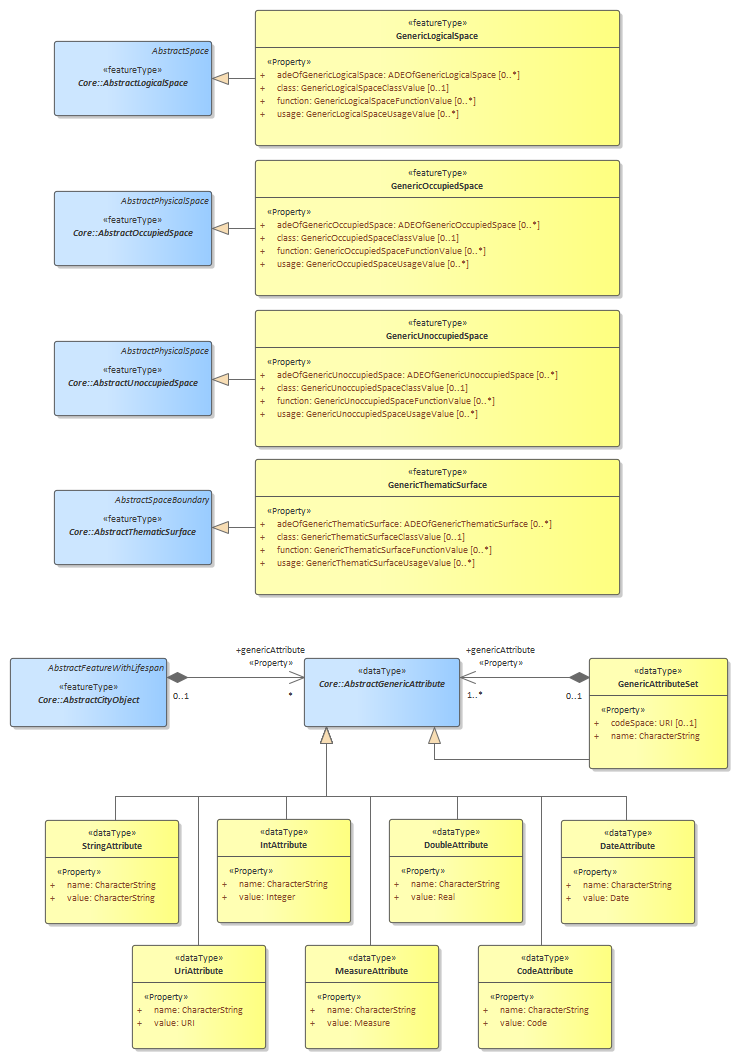 AbstractSpace
«featureType»
Core::AbstractLogicalSpace
«featureType»
GenericLogicalSpace
«Property»
+ adeOfGenericLogicalSpace: ADEOfGenericLogicalSpace [0..*]
+ class: GenericLogicalSpaceClassValue [0..1]
+ function: GenericLogicalSpaceFunctionValue [0..*]
+ usage: GenericLogicalSpaceUsageValue [0..*]
AbstractPhysicalSpace
«featureType»
Core::AbstractOccupiedSpace
«featureType»
GenericOccupiedSpace
«Property»
+ adeOfGenericOccupiedSpace: ADEOfGenericOccupiedSpace [0..*]
+ class: GenericOccupiedSpaceClassValue [0..1]
+ function: GenericOccupiedSpaceFunctionValue [0..*]
+ usage: GenericOccupiedSpaceUsageValue [0..*]
AbstractPhysicalSpace
«featureType»
Core::AbstractUnoccupiedSpace
«featureType»
GenericUnoccupiedSpace
«Property»
+ adeOfGenericUnoccupiedSpace: ADEOfGenericUnoccupiedSpace [0..*]
+ class: GenericUnoccupiedSpaceClassValue [0..1]
+ function: GenericUnoccupiedSpaceFunctionValue [0..*]
+ usage: GenericUnoccupiedSpaceUsageValue [0..*]
AbstractSpaceBoundary
«featureType»
Core::AbstractThematicSurface
«featureType»
GenericThematicSurface
«Property»
+ adeOfGenericThematicSurface: ADEOfGenericThematicSurface [0..*]
+ class: GenericThematicSurfaceClassValue [0..1]
+ function: GenericThematicSurfaceFunctionValue [0..*]
+ usage: GenericThematicSurfaceUsageValue [0..*]
AbstractFeatureWithLifespan
«featureType»
Core::AbstractCityObject
+genericAttribute
«Property»
0..1
*
«dataType»
Core::AbstractGenericAttribute
+genericAttribute
«Property»
1..*
0..1
«dataType»
GenericAttributeSet
«Property»
+ codeSpace: URI [0..1]
+ name: CharacterString
«dataType»
StringAttribute
«Property»
+ name: CharacterString
+ value: CharacterString
«dataType»
IntAttribute
«Property»
+ name: CharacterString
+ value: Integer
«dataType»
DoubleAttribute
«Property»
+ name: CharacterString
+ value: Real
«dataType»
DateAttribute
«Property»
+ name: CharacterString
+ value: Date
«dataType»
UriAttribute
«Property»
+ name: CharacterString
+ value: URI
«dataType»
MeasureAttribute
«Property»
+ name: CharacterString
+ value: Measure
«dataType»
CodeAttribute
«Property»
+ name: CharacterString
+ value: Code